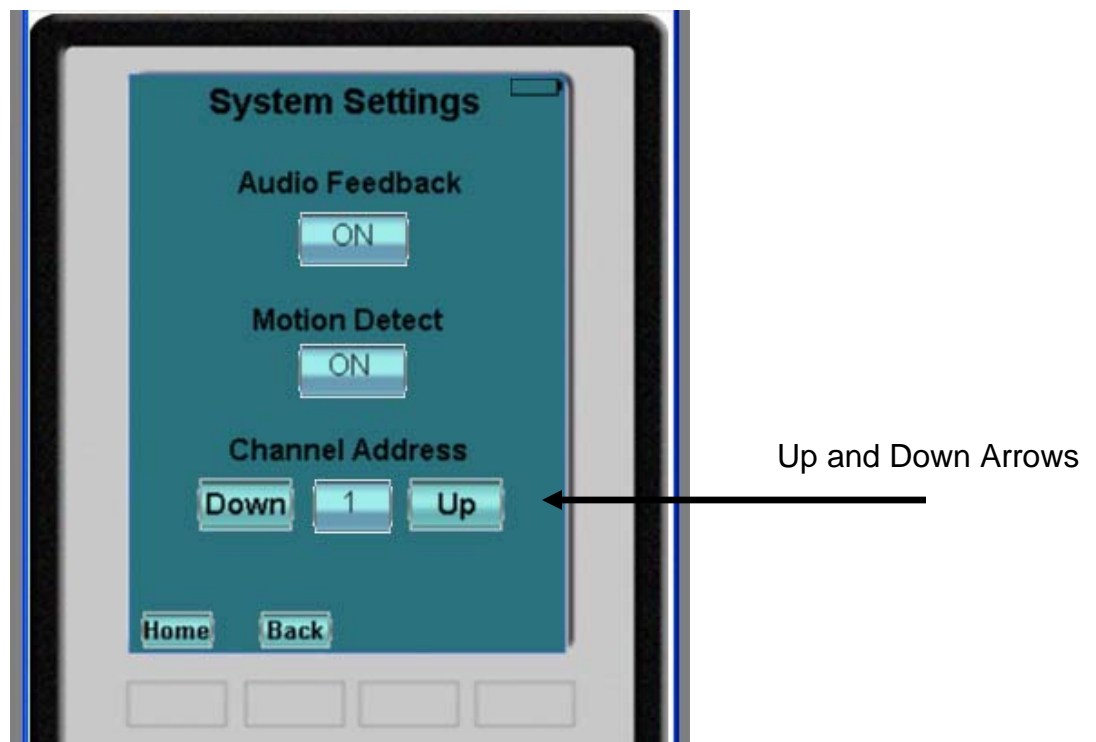 System Settings
Audio Feedback
ON
Motion Detect
ON
Channel Address
Down 1 Up
Up and Down Arrows
Home Back